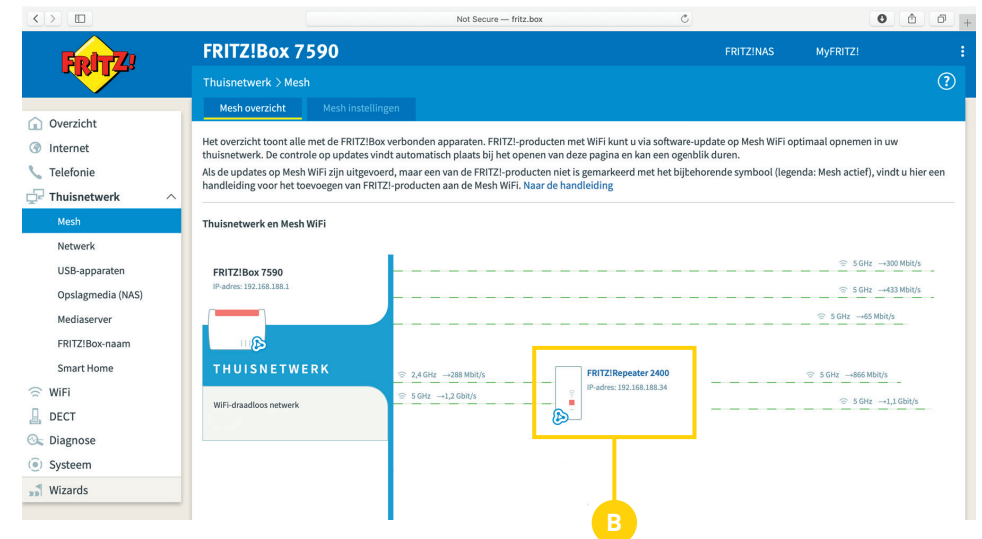 Not Secure — fritz.box
FRITZ!
FRITZ!Box 7590
FRITZ!NAS
MyFRITZ!
Thuisnetwerk > Mesh
Mesh overzicht
Mesh instellingen
Overzicht
Internet
Telefonie
Thuisnetwerk
Mesh
Netwerk
USB-apparaten
Opslagmedia (NAS)
Mediaserver
FRITZ!Box-naam
Smart Home
WiFi
DECT
Diagnose
Systeem
Wizards
Het overzicht toont alle met de FRITZ!Box verbonden apparaten. FRITZ!-producten met WiFi kunt u via software-update op Mesh WiFi optimaal opnemen in uw
thuisnetwerk. De controle op updates vindt automatisch plaats bij het openen van deze pagina en kan een ogenblik duren.
Als de updates op Mesh WiFi zijn uitgevoerd, maar een van de FRITZ!-producten niet is gemarkeerd met het bijbehorende symbool (legenda: Mesh actief), vindt u hier een
handleiding voor het toevoegen van FRITZ!-producten aan de Mesh WiFi. Naar de handleiding
Thuisnetwerk en Mesh WiFi
FRITZ!Box 7590
IP-adres: 192.168.188.1
THUISNETWERK
WiFi-draadloos netwerk
5 GHz →300 Mbit/s
5 GHz →433 Mbit/s
5 GHz →65 Mbit/s
2,4 GHz →288 Mbit/s
5 GHz →1,2 Gbit/s
FRITZ!Repeater 2400
IP-adres: 192.168.188.34
5 GHz →866 Mbit/s
5 GHz →1,1 Gbit/s
B